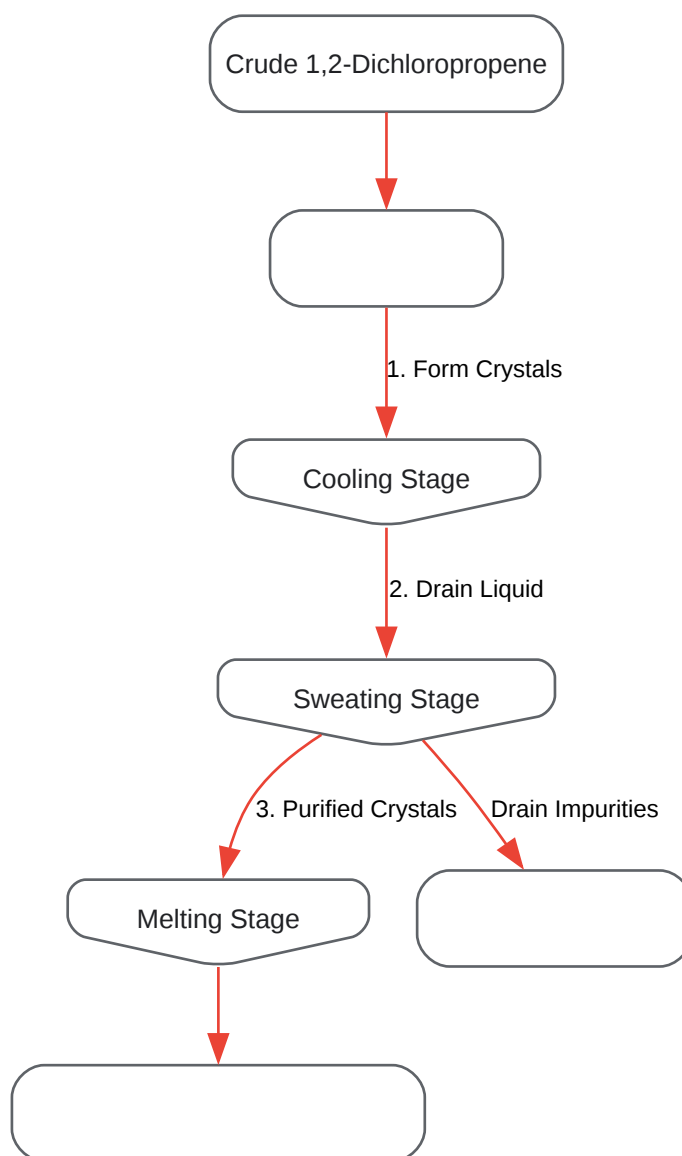 Crude 1,2-Dichloropropene
1. Form Crystals
Cooling Stage
2. Drain Liquid
Sweating Stage
3. Purified Crystals
Drain Impurities
Melting Stage